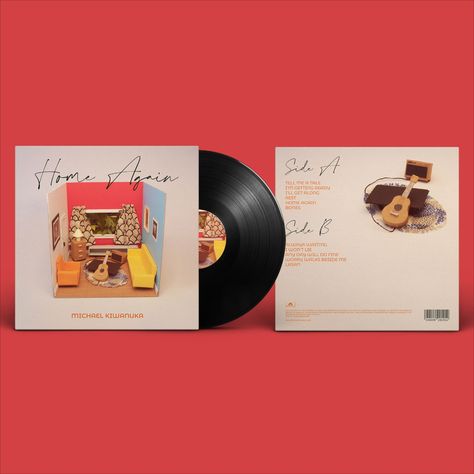 Home Again
MICHAEL KIWANUKA
Side A
TELL ME A TALE
I'M GETTING READY
I'LL GET ALONG
REST
HOME AGAIN
BONES
Side B
ALWAYS WAITING
I WON'T LIE
ANY DAY WILL DO FINE
WORRY WALKS BESIDE ME